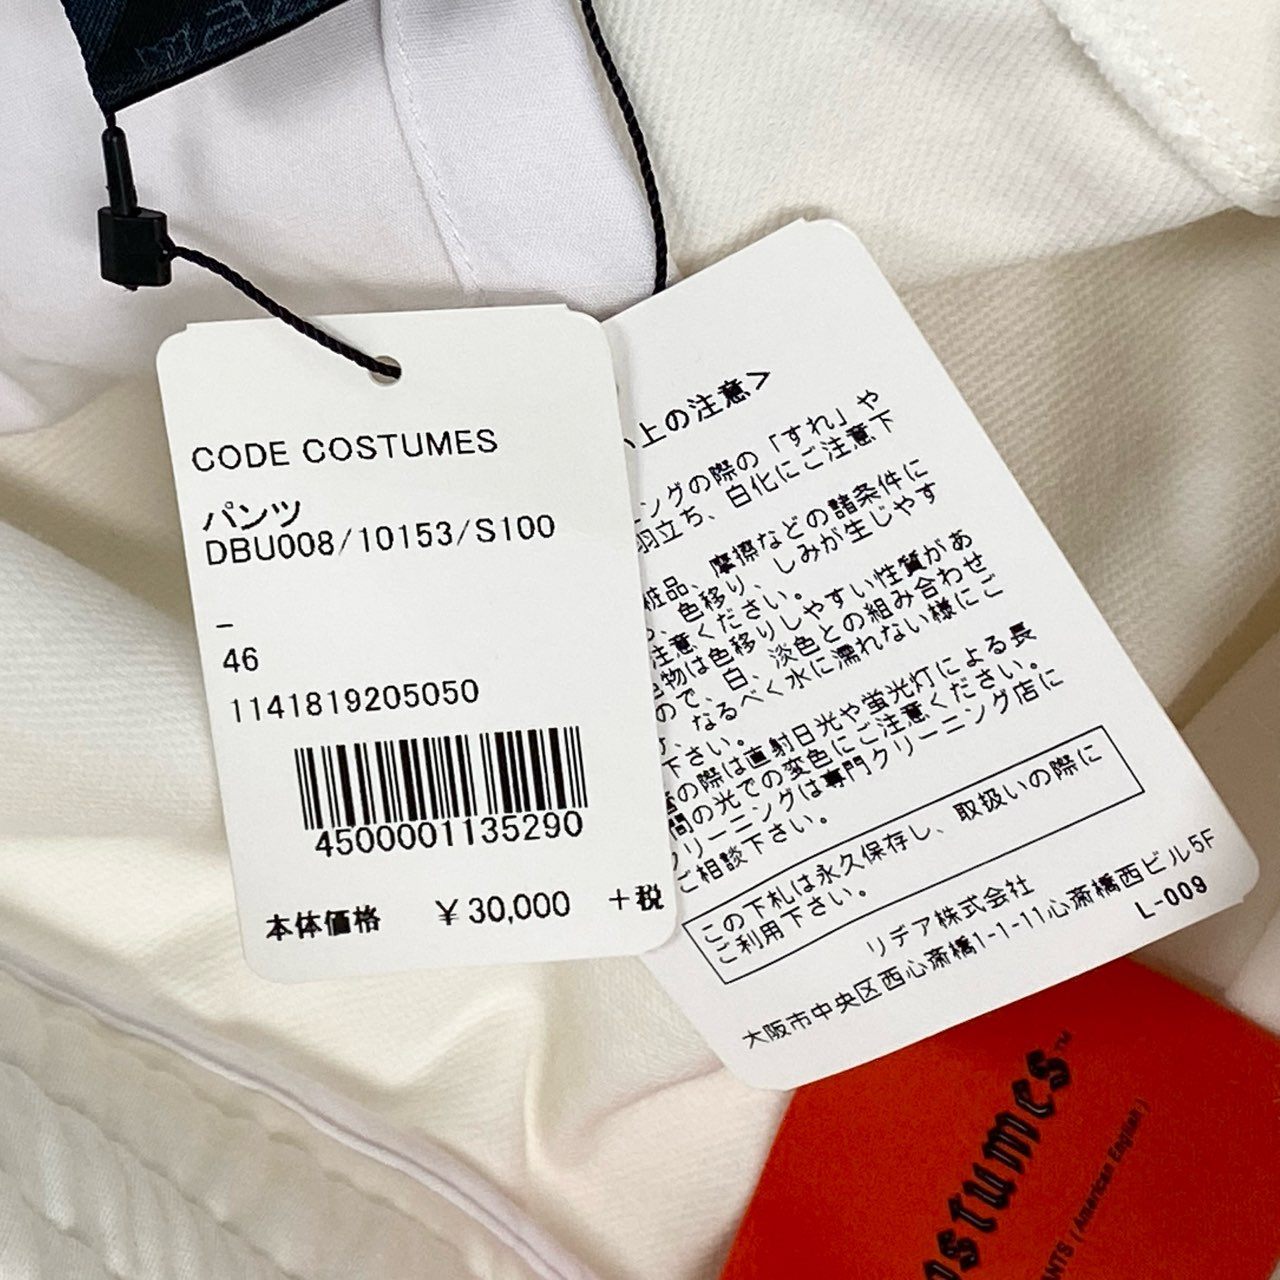 CODE COSTUMES
パンツ
DBU008/10153/S100
–
46
1141819205050
4500001135290
本体価格 ¥30,000 +税
上の注意>
ングの際の「すれ」や
羽立ち、白化にご注意下
粧品、摩擦などの諸条件に
、色移り、しみが生じやす
注意ください。
物は色移りしやすい性質があ
ので、白、淡色との組み合わせ
、なるべく水に濡れない様にご
下さい。
の際は直射日光や蛍光灯による長
間の光での変色にご注意ください。
クリーニングは専門クリーニング店に
ご相談下さい。
この下札は永久保存し、取扱いの際に
ご利用下さい。
リデア株式会社
大阪市中央区西心斎橋1-1-11心斎橋西ビル5F
L-009
ostumes™
NTS (American English)